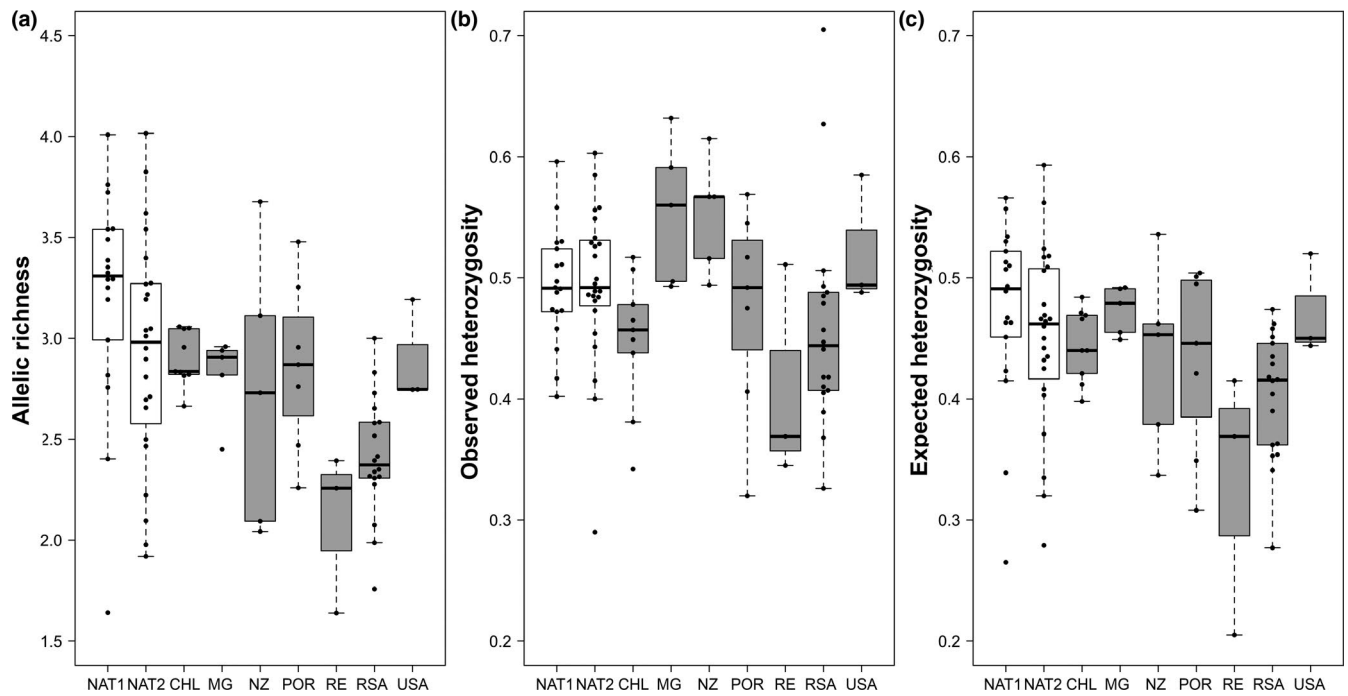 (a) (b) (c)
Allelic richness
4.5
4.0
3.5
3.0
2.5
2.0
1.5
NAT1 NAT2 CHL MG NZ POR RE RSA USA
Observed heterozygosity
0.7
0.6
0.5
0.4
0.3
0.2
NAT1 NAT2 CHL MG NZ POR RE RSA USA
Expected heterozygosity
0.7
0.6
0.5
0.4
0.3
0.2
NAT1 NAT2 CHL MG NZ POR RE RSA USA